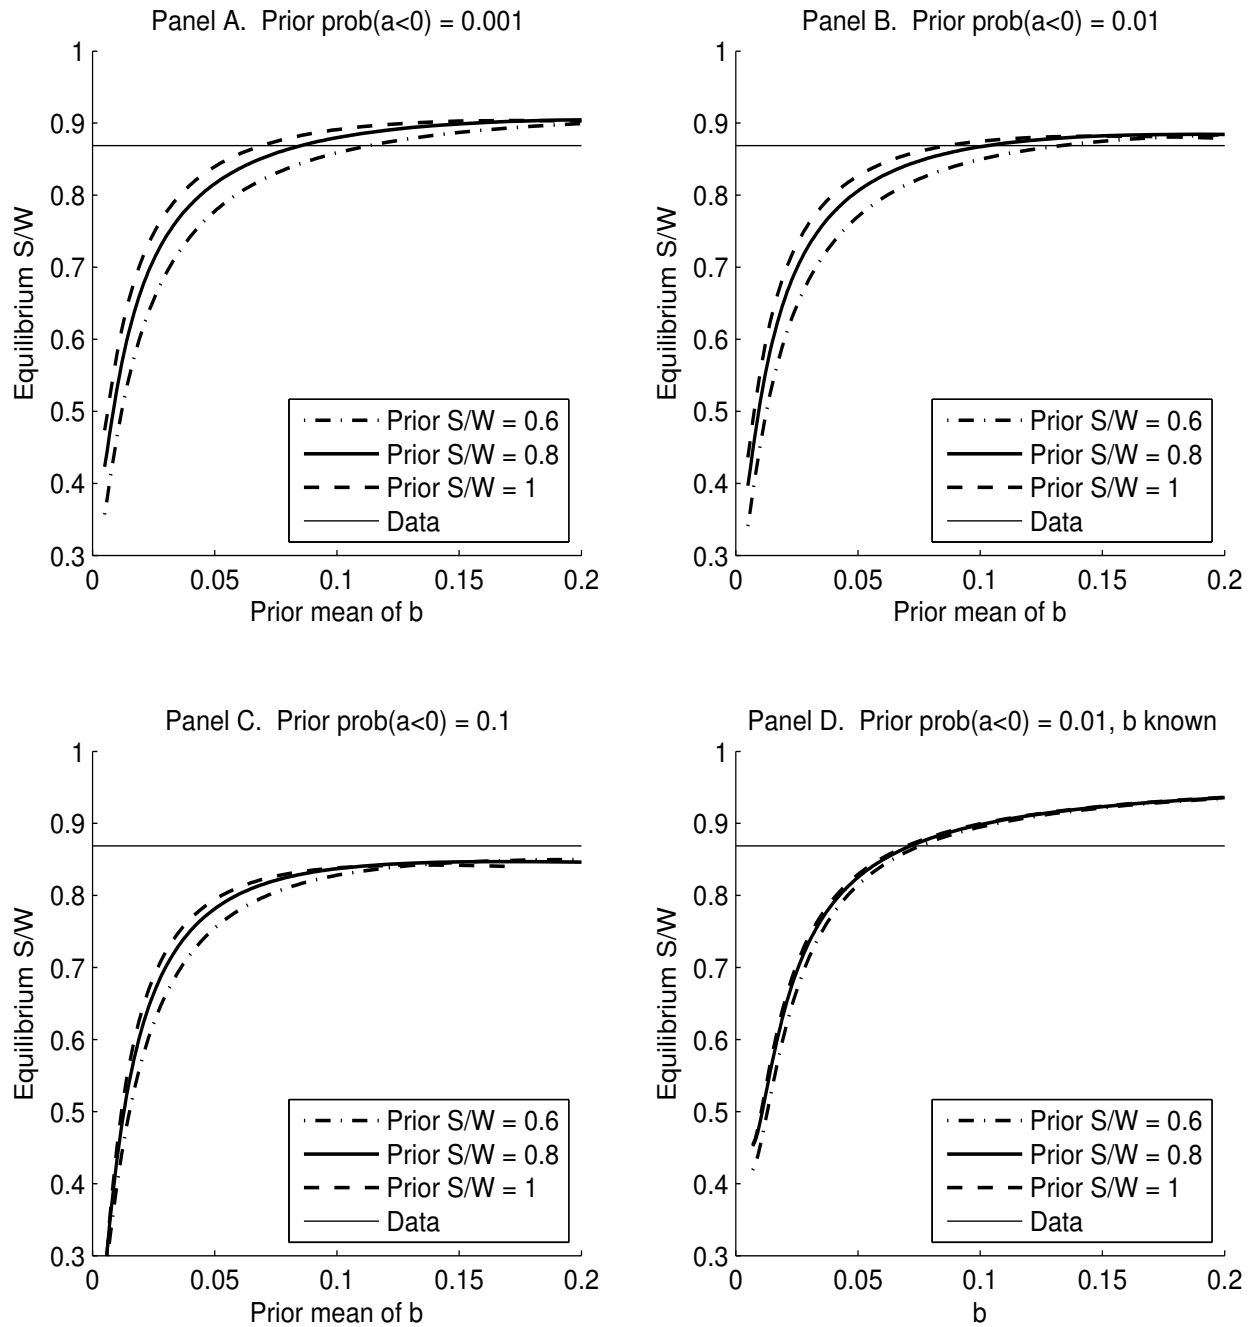 Panel A.  Prior prob(a<0) = 0.001
1
0.9
0.8
0.7
0.6
0.5
0.4
0.3
Equilibrium S/W
Prior S/W = 0.6
Prior S/W = 0.8
Prior S/W = 1
Data
0 0.05 0.1 0.15 0.2
Prior mean of b
Panel B.  Prior prob(a<0) = 0.01
1
0.9
0.8
0.7
0.6
0.5
0.4
0.3
Equilibrium S/W
Prior S/W = 0.6
Prior S/W = 0.8
Prior S/W = 1
Data
0 0.05 0.1 0.15 0.2
Prior mean of b
Panel C.  Prior prob(a<0) = 0.1
1
0.9
0.8
0.7
0.6
0.5
0.4
0.3
Equilibrium S/W
Prior S/W = 0.6
Prior S/W = 0.8
Prior S/W = 1
Data
0 0.05 0.1 0.15 0.2
Prior mean of b
Panel D.  Prior prob(a<0) = 0.01, b known
1
0.9
0.8
0.7
0.6
0.5
0.4
0.3
Equilibrium S/W
Prior S/W = 0.6
Prior S/W = 0.8
Prior S/W = 1
Data
0 0.05 0.1 0.15 0.2
b